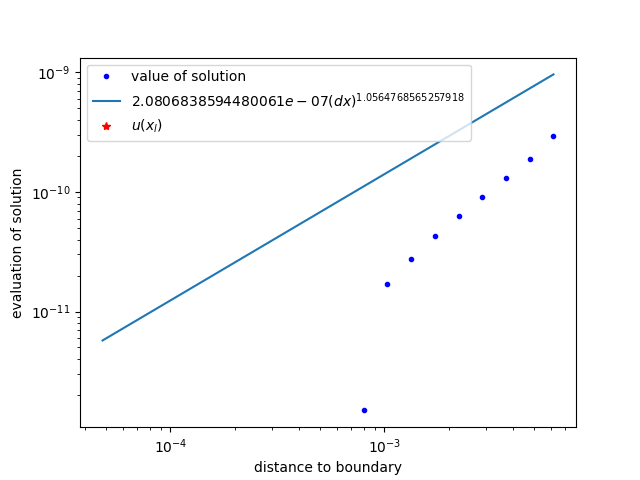 10⁻⁹
10⁻¹⁰
10⁻¹¹
evaluation of solution
value of solution
2.0806838594480061e − 07(dx)^1.0564768565257918
u(x_l)
10⁻⁴
10⁻³
distance to boundary